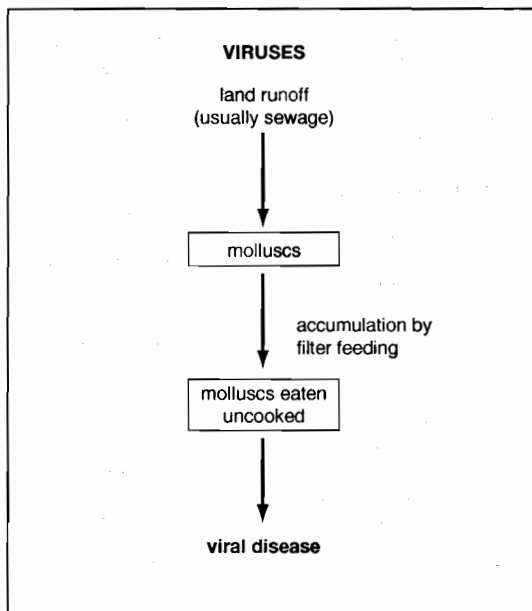 VIRUSES
land runoff
(usually sewage)
molluscs
accumulation by
filter feeding
molluscs eaten
uncooked
viral disease